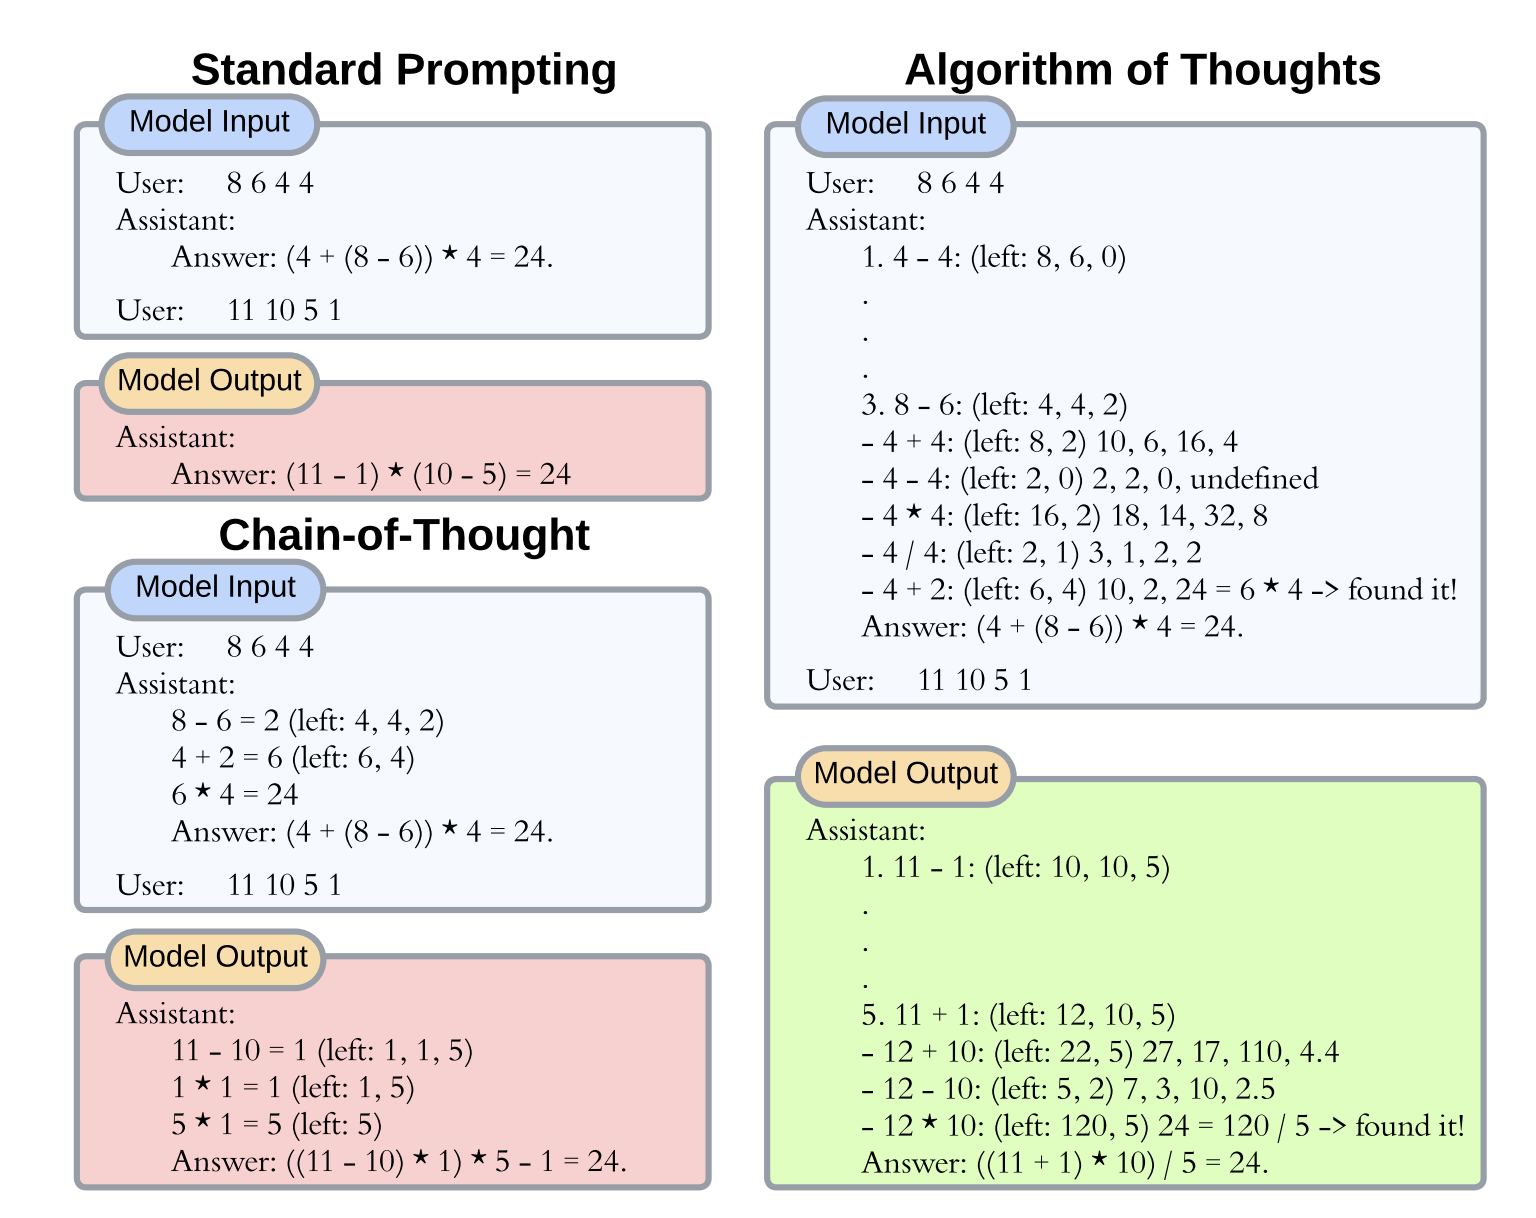 Standard Prompting
Model Input
User: 8 6 4 4
Assistant:
Answer: (4 + (8 – 6)) ★ 4 = 24.
User: 11 10 5 1
Model Output
Assistant:
Answer: (11 – 1) ★ (10 – 5) = 24
Chain-of-Thought
Model Input
User: 8 6 4 4
Assistant:
8 – 6 = 2 (left: 4, 4, 2)
4 + 2 = 6 (left: 6, 4)
6 ★ 4 = 24
Answer: (4 + (8 – 6)) ★ 4 = 24.
User: 11 10 5 1
Model Output
Assistant:
11 – 10 = 1 (left: 1, 1, 5)
1 ★ 1 = 1 (left: 1, 5)
5 ★ 1 = 5 (left: 5)
Answer: ((11 – 10) ★ 1) ★ 5 – 1 = 24.
Algorithm of Thoughts
Model Input
User: 8 6 4 4
Assistant:
1. 4 – 4: (left: 8, 6, 0)
.
.
.
3. 8 – 6: (left: 4, 4, 2)
– 4 + 4: (left: 8, 2) 10, 6, 16, 4
– 4 – 4: (left: 2, 0) 2, 2, 0, undefined
– 4 ★ 4: (left: 16, 2) 18, 14, 32, 8
– 4 / 4: (left: 2, 1) 3, 1, 2, 2
– 4 + 2: (left: 6, 4) 10, 2, 24 = 6 ★ 4 -> found it!
Answer: (4 + (8 – 6)) ★ 4 = 24.
User: 11 10 5 1
Model Output
Assistant:
1. 11 – 1: (left: 10, 10, 5)
.
.
.
5. 11 + 1: (left: 12, 10, 5)
– 12 + 10: (left: 22, 5) 27, 17, 110, 4.4
– 12 – 10: (left: 5, 2) 7, 3, 10, 2.5
– 12 ★ 10: (left: 120, 5) 24 = 120 / 5 -> found it!
Answer: ((11 + 1) ★ 10) / 5 = 24.